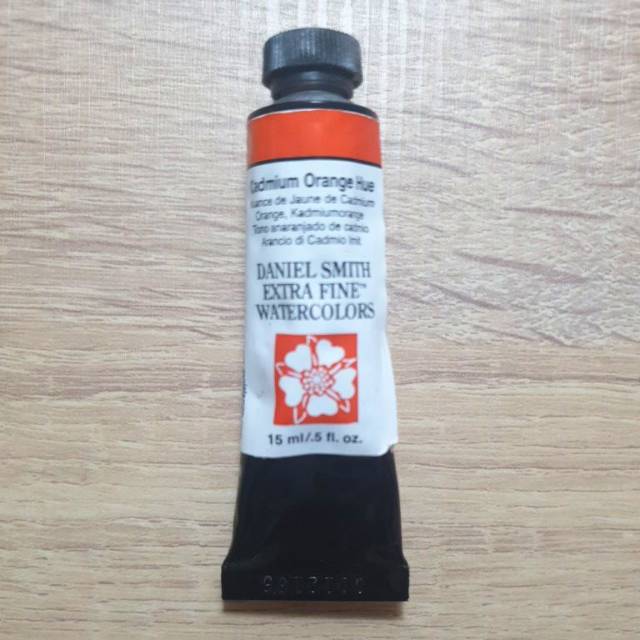 Cadmium Orange Hue
Nuance de Jaune de Cadmium
Orange, Kadmiumorange
Tono anaranjado de cadmio
Arancio di Cadmio Imit
DANIEL SMITH
EXTRA FINE™
WATERCOLORS
15 ml/.5 fl. oz.